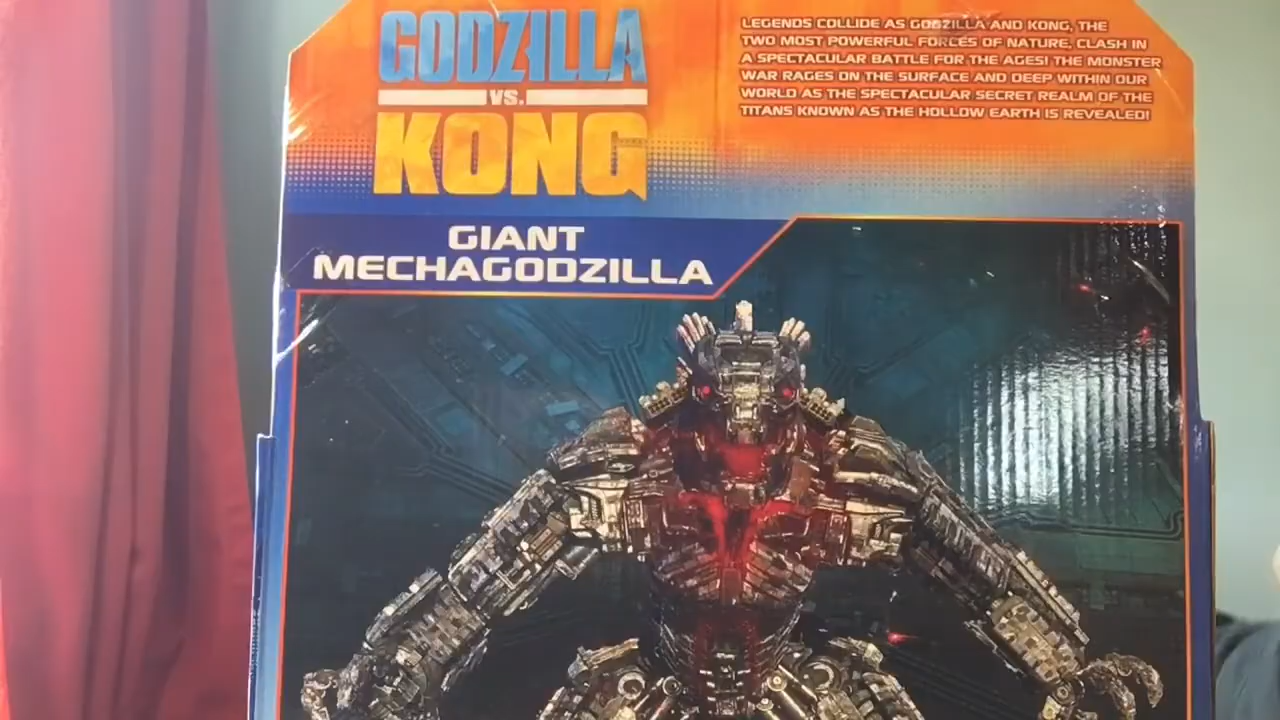 GODZILLA
VS.
KONG
LEGENDS COLLIDE AS GODZILLA AND KONG, THE
TWO MOST POWERFUL FORCES OF NATURE, CLASH IN
A SPECTACULAR BATTLE FOR THE AGES! THE MONSTER
WAR RAGES ON THE SURFACE AND DEEP WITHIN OUR
WORLD AS THE SPECTACULAR SECRET REALM OF THE
TITANS KNOWN AS THE HOLLOW EARTH IS REVEALED!
GIANT
MECHAGODZILLA